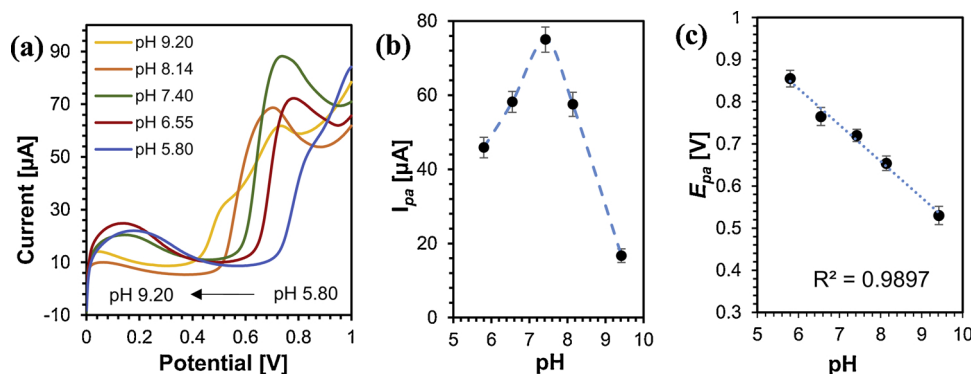 (a)
Current [µA]
90
70
50
30
10
-10
pH 9.20
pH 8.14
pH 7.40
pH 6.55
pH 5.80
pH 9.20 pH 5.80
0 0.2 0.4 0.6 0.8 1
Potential [V]
(b)
Ipa [µA]
80
60
40
20
0
5 6 7 8 9 10
pH
(c)
Epa [V]
1
0.9
0.8
0.7
0.6
0.5
0.4
0.3
R² = 0.9897
5 6 7 8 9 10
pH